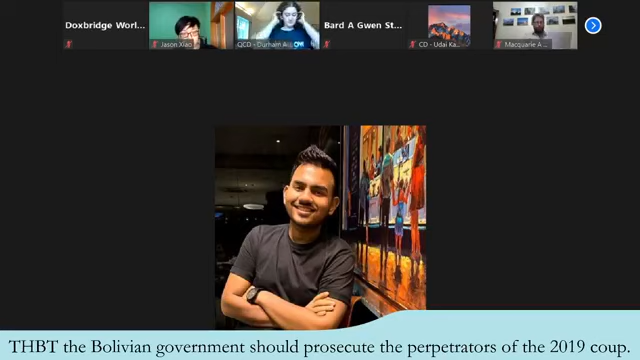 Doxbridge Worl...
Jason Xiao
QCD - Durham A...
Bard A Gwen St...
CD - Udai Ka...
Macquarie A ...
THBT the Bolivian government should prosecute the perpetrators of the 2019 coup.